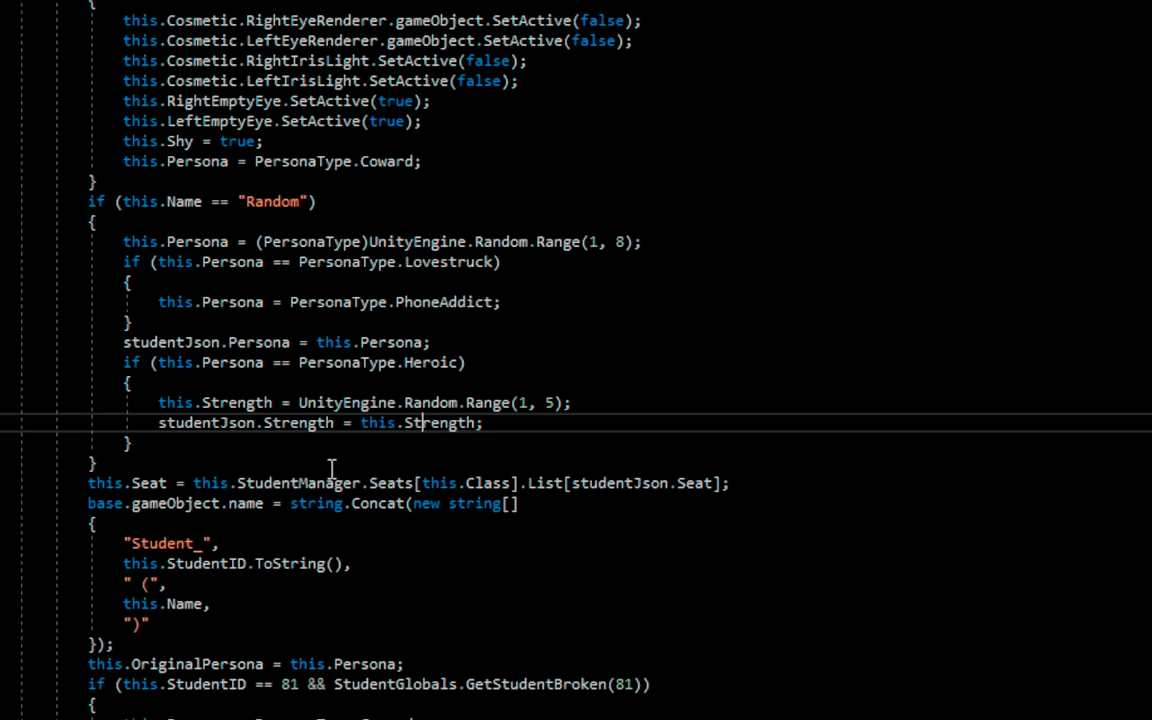 {
this.Cosmetic.RightEyeRenderer.gameObject.SetActive(false);
this.Cosmetic.LeftEyeRenderer.gameObject.SetActive(false);
this.Cosmetic.RightIrisLight.SetActive(false);
this.Cosmetic.LeftIrisLight.SetActive(false);
this.RightEmptyEye.SetActive(true);
this.LeftEmptyEye.SetActive(true);
this.Shy = true;
this.Persona = PersonaType.Coward;
}
if (this.Name == "Random")
{
this.Persona = (PersonaType)UnityEngine.Random.Range(1, 8);
if (this.Persona == PersonaType.Lovestruck)
{
this.Persona = PersonaType.PhoneAddict;
}
studentJson.Persona = this.Persona;
if (this.Persona == PersonaType.Heroic)
{
this.Strength = UnityEngine.Random.Range(1, 5);
studentJson.Strength = this.Strength;
}
}
this.Seat = this.StudentManager.Seats[this.Class].List[studentJson.Seat];
base.gameObject.name = string.Concat(new string[]
{
"Student_",
this.StudentID.ToString(),
" (",
this.Name,
")"
});
this.OriginalPersona = this.Persona;
if (this.StudentID == 81 && StudentGlobals.GetStudentBroken(81))
{